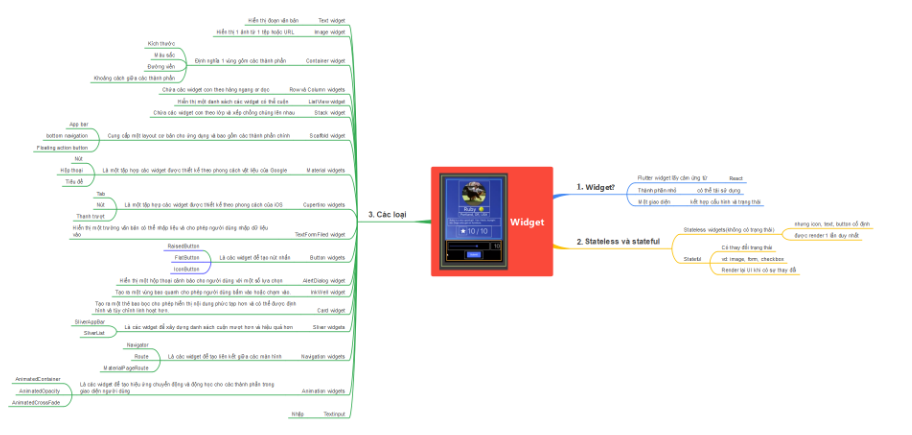 Widget
Ruby
10 / 10
10
1. Widget?
Flutter widget lấy cảm ứng từ React
Thành phần nhỏ có thể tái sử dụng
Mô tả giao diện kết hợp cấu hình và trạng thái
2. Stateless và stateful
Stateless widgets(không có trạng thái)
nhưng icon, text, button cố định
được render 1 lần duy nhất
Stateful
Có thay đổi trạng thái
vd: image, form, checkbox
Render lại UI khi có sự thay đổi
3. Các loại
Hiển thị đoạn văn bản Text widget
Hiển thị 1 ảnh từ 1 tệp hoặc URL Image widget
Kích thước
Màu sắc
Đường viền
Khoảng cách giữa các thành phần
Định nghĩa 1 vùng gồm các thành phần Container widget
Chứa các widget con theo hàng ngang or dọc Row và Column widgets
Hiển thị một danh sách các widget có thể cuộn ListView widget
Chứa các widget con theo lớp và xếp chồng chúng lên nhau Stack widget
App bar
bottom navigation
Floating action button
Cung cấp một layout cơ bản cho ứng dụng và bao gồm các thành phần chính Scaffold widget
Nút
Hộp thoại
Tiêu đề
Là một tập hợp các widget được thiết kế theo phong cách vật liệu của Google Material widgets
Tab
Nút
Thanh trượt
Là một tập hợp các widget được thiết kế theo phong cách của iOS Cupertino widgets
Hiển thị một trường văn bản có thể nhập liệu và cho phép người dùng nhập dữ liệu
vào TextFormField widget
RaisedButton
FlatButton
IconButton
Là các widget để tạo nút nhấn Button widgets
Hiển thị một hộp thoại cảnh báo cho người dùng với một số lựa chọn AlertDialog widget
Tạo ra một vùng bao quanh cho phép người dùng bấm vào hoặc chạm vào. InkWell widget
Tạo ra một thẻ bao bọc cho phép hiển thị nội dung phức tạp hơn và có thể được định
hình và tùy chỉnh linh hoạt hơn. Card widget
SliverAppBar
SliverList
Là các widget để xây dựng danh sách cuộn mượt hơn và hiệu quả hơn Sliver widgets
Navigator
Route
MaterialPageRoute
Là các widget để tạo liên kết giữa các màn hình Navigation widgets
AnimatedContainer
AnimatedOpacity
AnimatedCrossFade
Là các widget để tạo hiệu ứng chuyển động và động học cho các thành phần trong
giao diện người dùng Animation widgets
Nhập TextInput